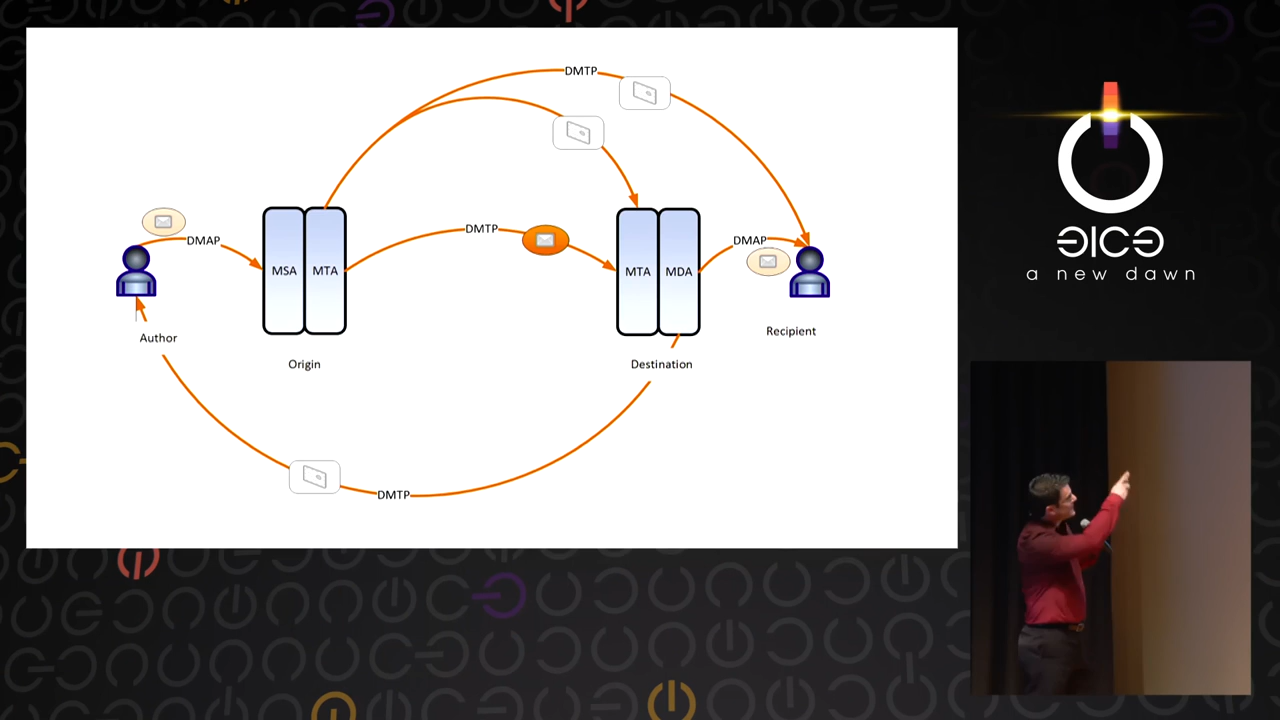 DMTP
DMTP
DMAP
DMAP
MSA
MTA
MTA
MDA
Author
Recipient
Origin
Destination
DMTP
a new dawn